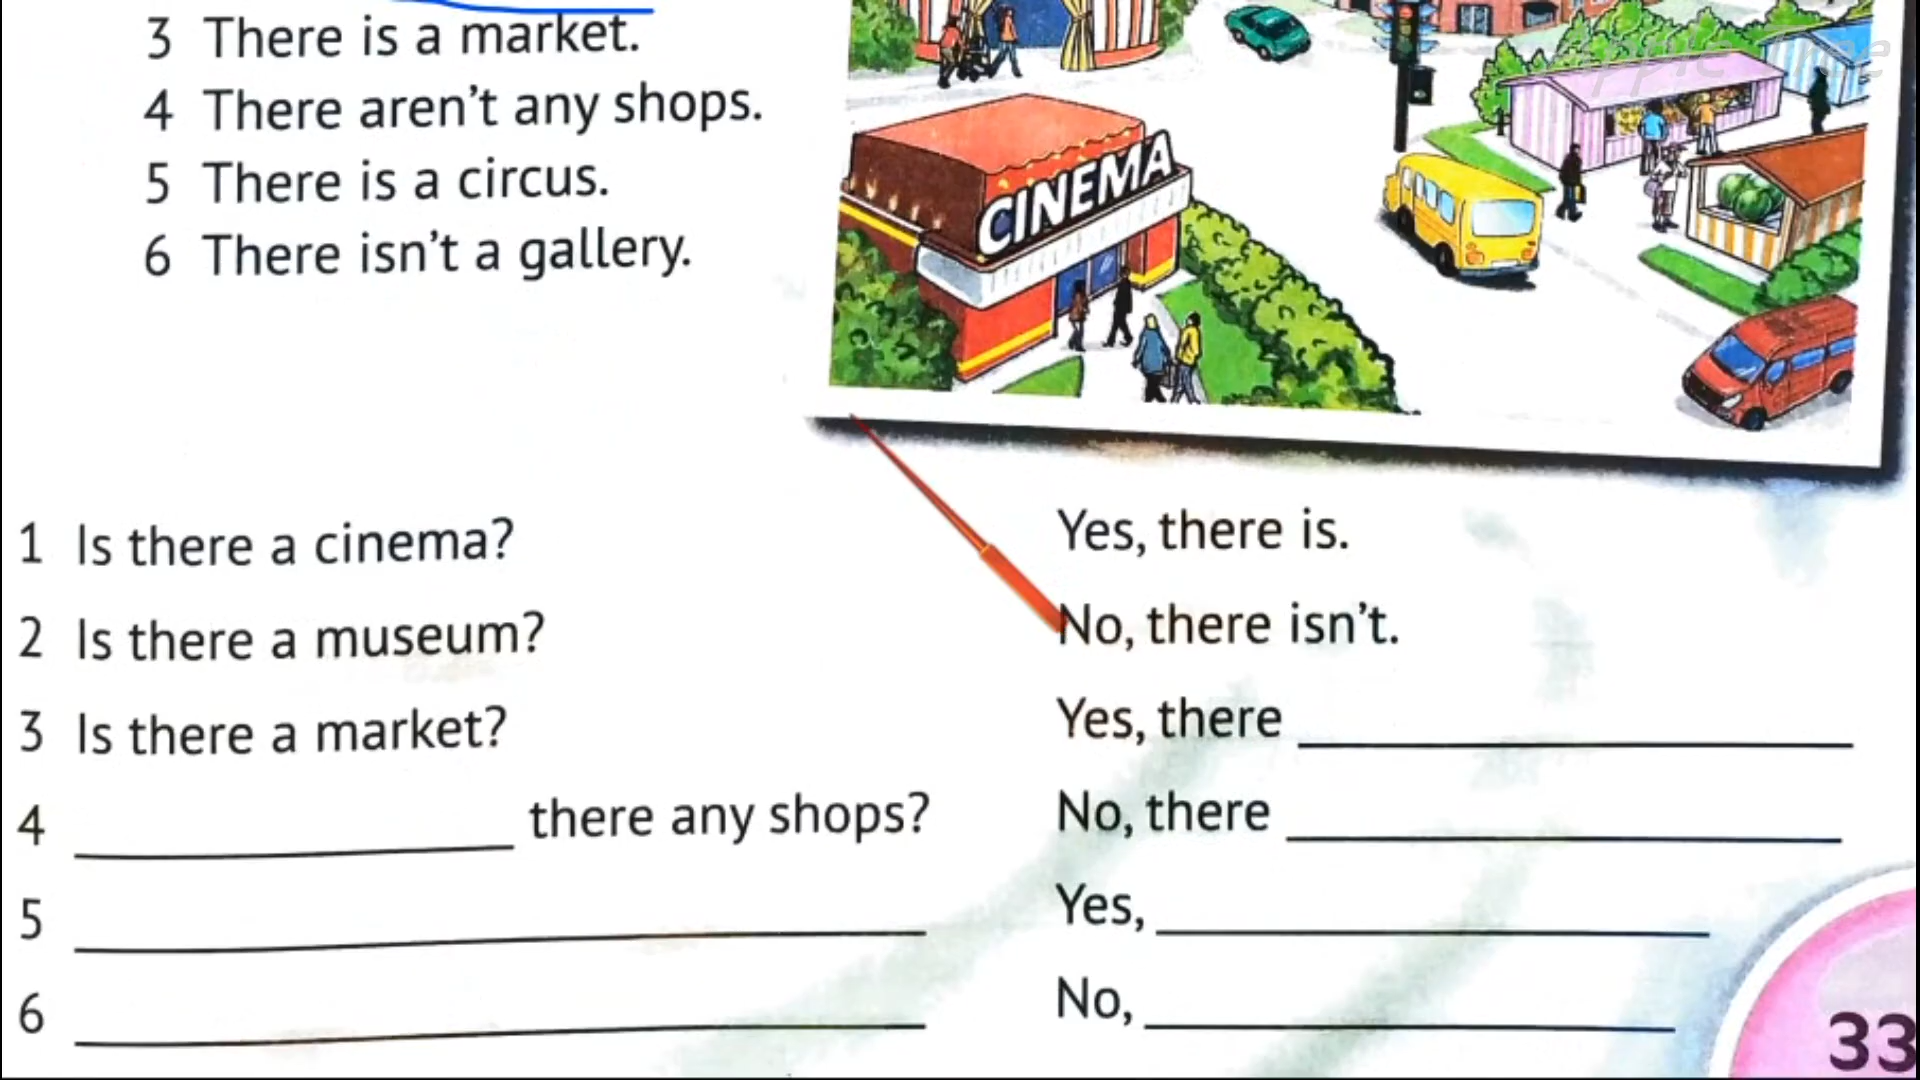 3 There is a market.
4 There aren't any shops.
5 There is a circus.
6 There isn't a gallery.
CINEMA
1 Is there a cinema? Yes, there is.
2 Is there a museum? No, there isn't.
3 Is there a market? Yes, there
4 there any shops? No, there
5 Yes,
6 No,
33